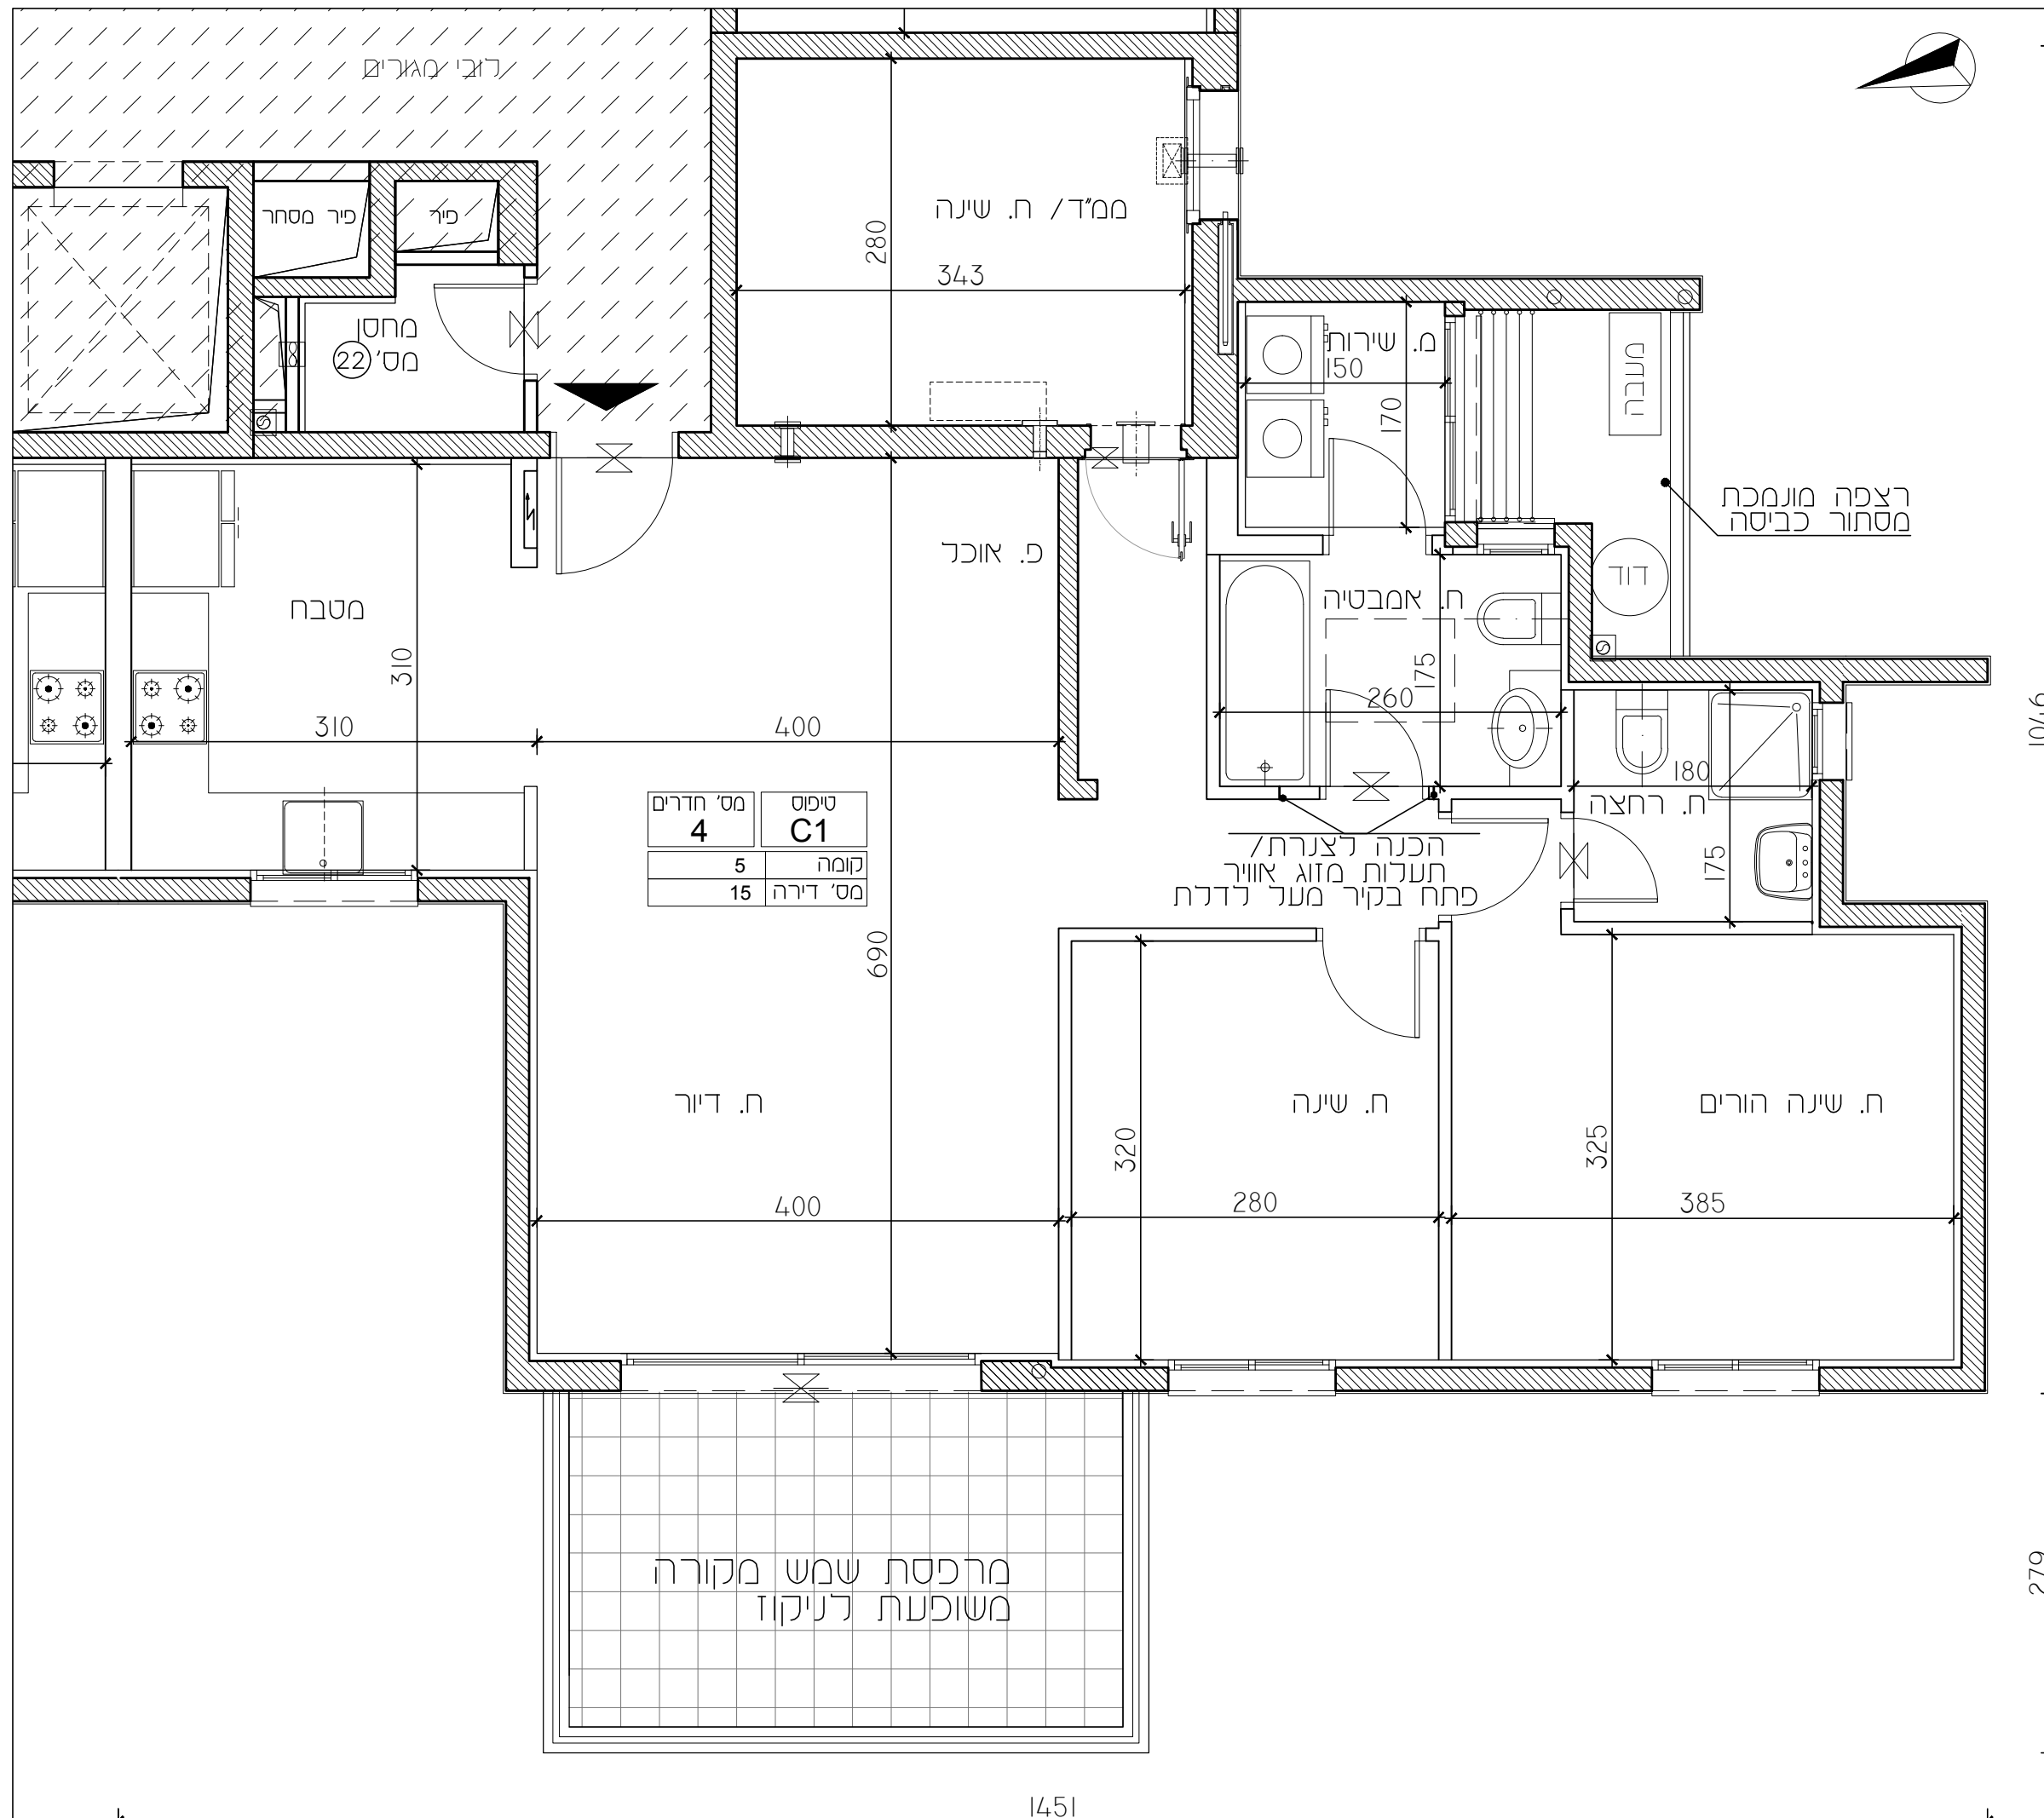 לובי מגורים
פיר מסחר
פיר
ממ"ד/ ח. שינה
280
343
מחסן
מס' 22
מ. שירות
150
170
מעבה
רצפה מונמכת
מסתור כביסה
דוד
פ. אוכל
מטבח
310
310
400
ח. אמבטיה
175
260
180
ח. רחצה
175
1046
טיפוס
C1
מס' חדרים
4
קומה 5
מס' דירה 15
הכנה לצנרת/
תעלות מזוג אוויר
פתח בקיר מעל לדלת
690
ח. דיור
ח. שינה
ח. שינה הורים
320
325
400
280
385
מרפסת שמש מקורה
משופעת לניקוז
279
1451
S
S